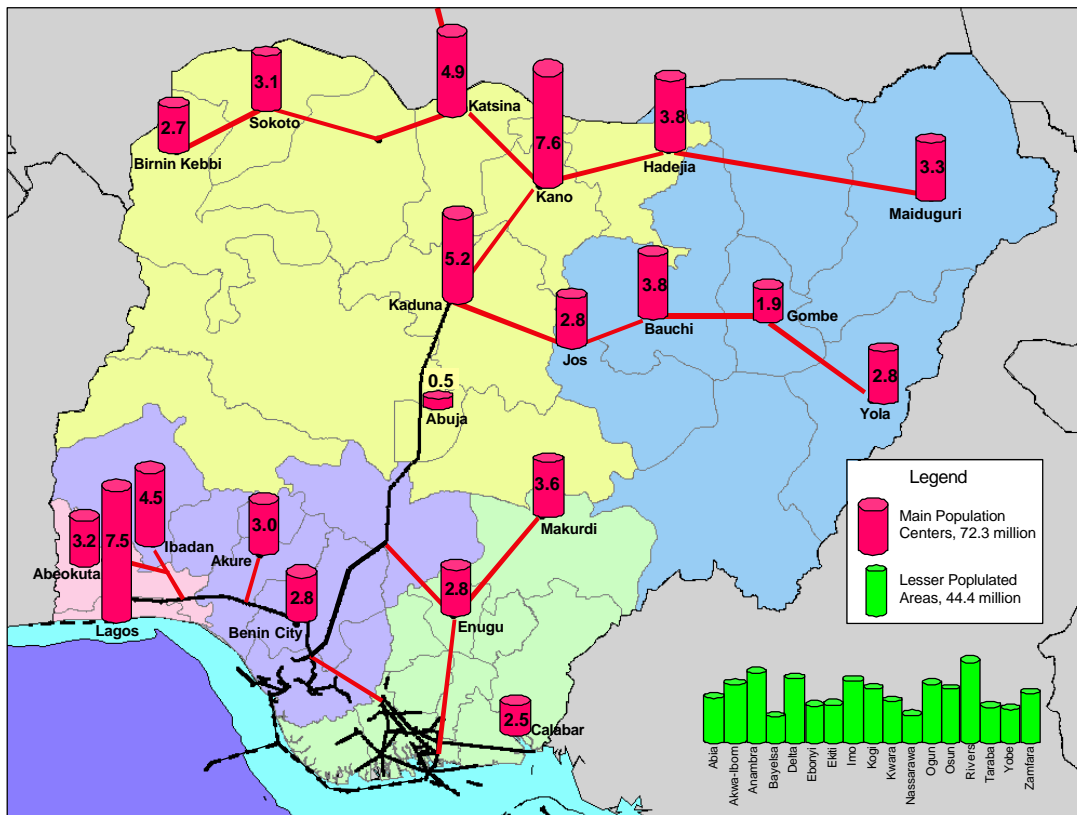 4.9
Katsina
3.1
Sokoto
2.7
Birnin Kebbi
7.6
Kano
3.8
Hadejia
3.3
Maiduguri
5.2
Kaduna
2.8
Jos
3.8
Bauchi
1.9
Gombe
2.8
Yola
0.5
Abuja
3.6
Makurdi
4.5
Ibadan
3.2
Abeokuta
7.5
Lagos
3.0
Akure
2.8
Benin City
2.8
Enugu
2.5
Calabar
Legend
Main Population
Centers, 72.3 million
Lesser Poplulated
Areas, 44.4 million
Abia
Akwa-Ibom
Anambra
Bayelsa
Delta
Ebonyi
Ekiti
Imo
Kogi
Kwara
Nassarawa
Ogun
Osun
Rivers
Taraba
Yobe
Zamfara